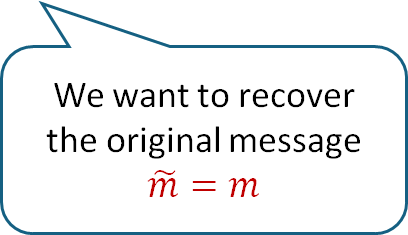 We want to recover
the original message
m̃ = m